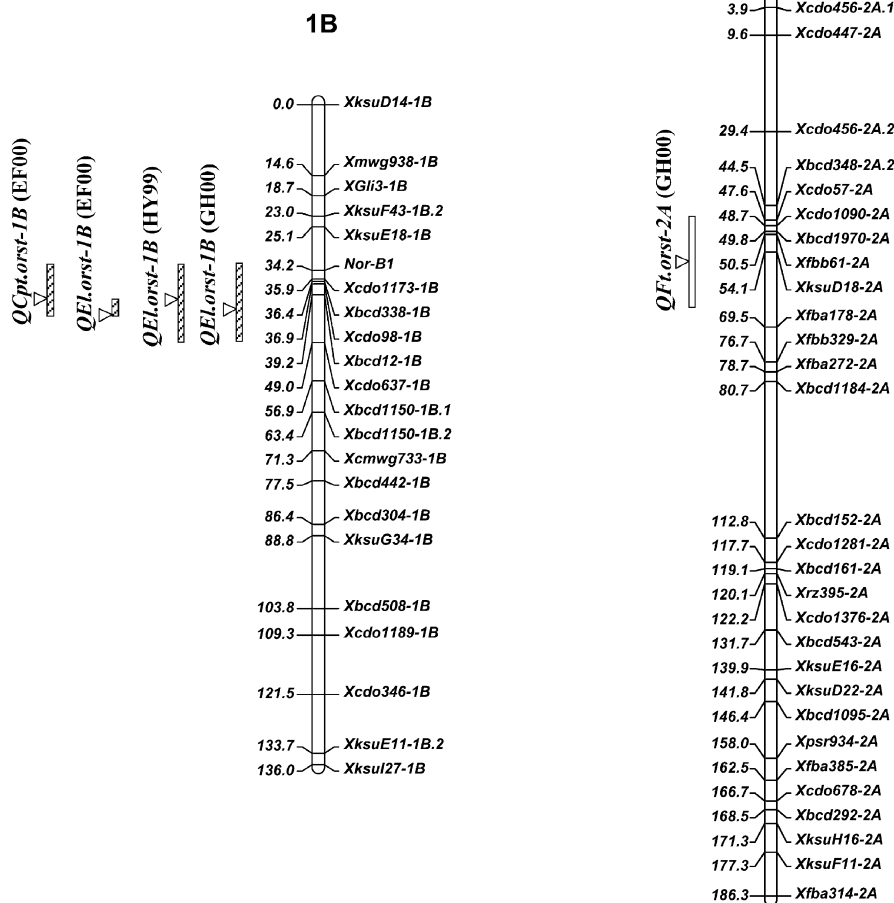 1B
0.0 XksuD14-1B
14.6 Xmwg938-1B
18.7 XGli3-1B
23.0 XksuF43-1B.2
25.1 XksuE18-1B
34.2 Nor-B1
35.9 Xcdo1173-1B
36.4 Xbcd338-1B
36.9 Xcdo98-1B
39.2 Xbcd12-1B
49.0 Xcdo637-1B
56.9 Xbcd1150-1B.1
63.4 Xbcd1150-1B.2
71.3 Xcmwg733-1B
77.5 Xbcd442-1B
86.4 Xbcd304-1B
88.8 XksuG34-1B
103.8 Xbcd508-1B
109.3 Xcdo1189-1B
121.5 Xcdo346-1B
133.7 XksuE11-1B.2
136.0 XksuI27-1B
QCpt.orst-1B (EF00)
QEl.orst-1B (EF00)
QEl.orst-1B (HY99)
QEl.orst-1B (GH00)
3.9 Xcdo456-2A.1
9.6 Xcdo447-2A
29.4 Xcdo456-2A.2
44.5 Xbcd348-2A.2
47.6 Xcdo57-2A
48.7 Xcdo1090-2A
49.8 Xbcd1970-2A
50.5 Xfbb61-2A
54.1 XksuD18-2A
69.5 Xfba178-2A
76.7 Xfbb329-2A
78.7 Xfba272-2A
80.7 Xbcd1184-2A
112.8 Xbcd152-2A
117.7 Xcdo1281-2A
119.1 Xbcd161-2A
120.1 Xrz395-2A
122.2 Xcdo1376-2A
131.7 Xbcd543-2A
139.9 XksuE16-2A
141.8 XksuD22-2A
146.4 Xbcd1095-2A
158.0 Xpsr934-2A
162.5 Xfba385-2A
166.7 Xcdo678-2A
168.5 Xbcd292-2A
171.3 XksuH16-2A
177.3 XksuF11-2A
186.3 Xfba314-2A
QFt.orst-2A (GH00)